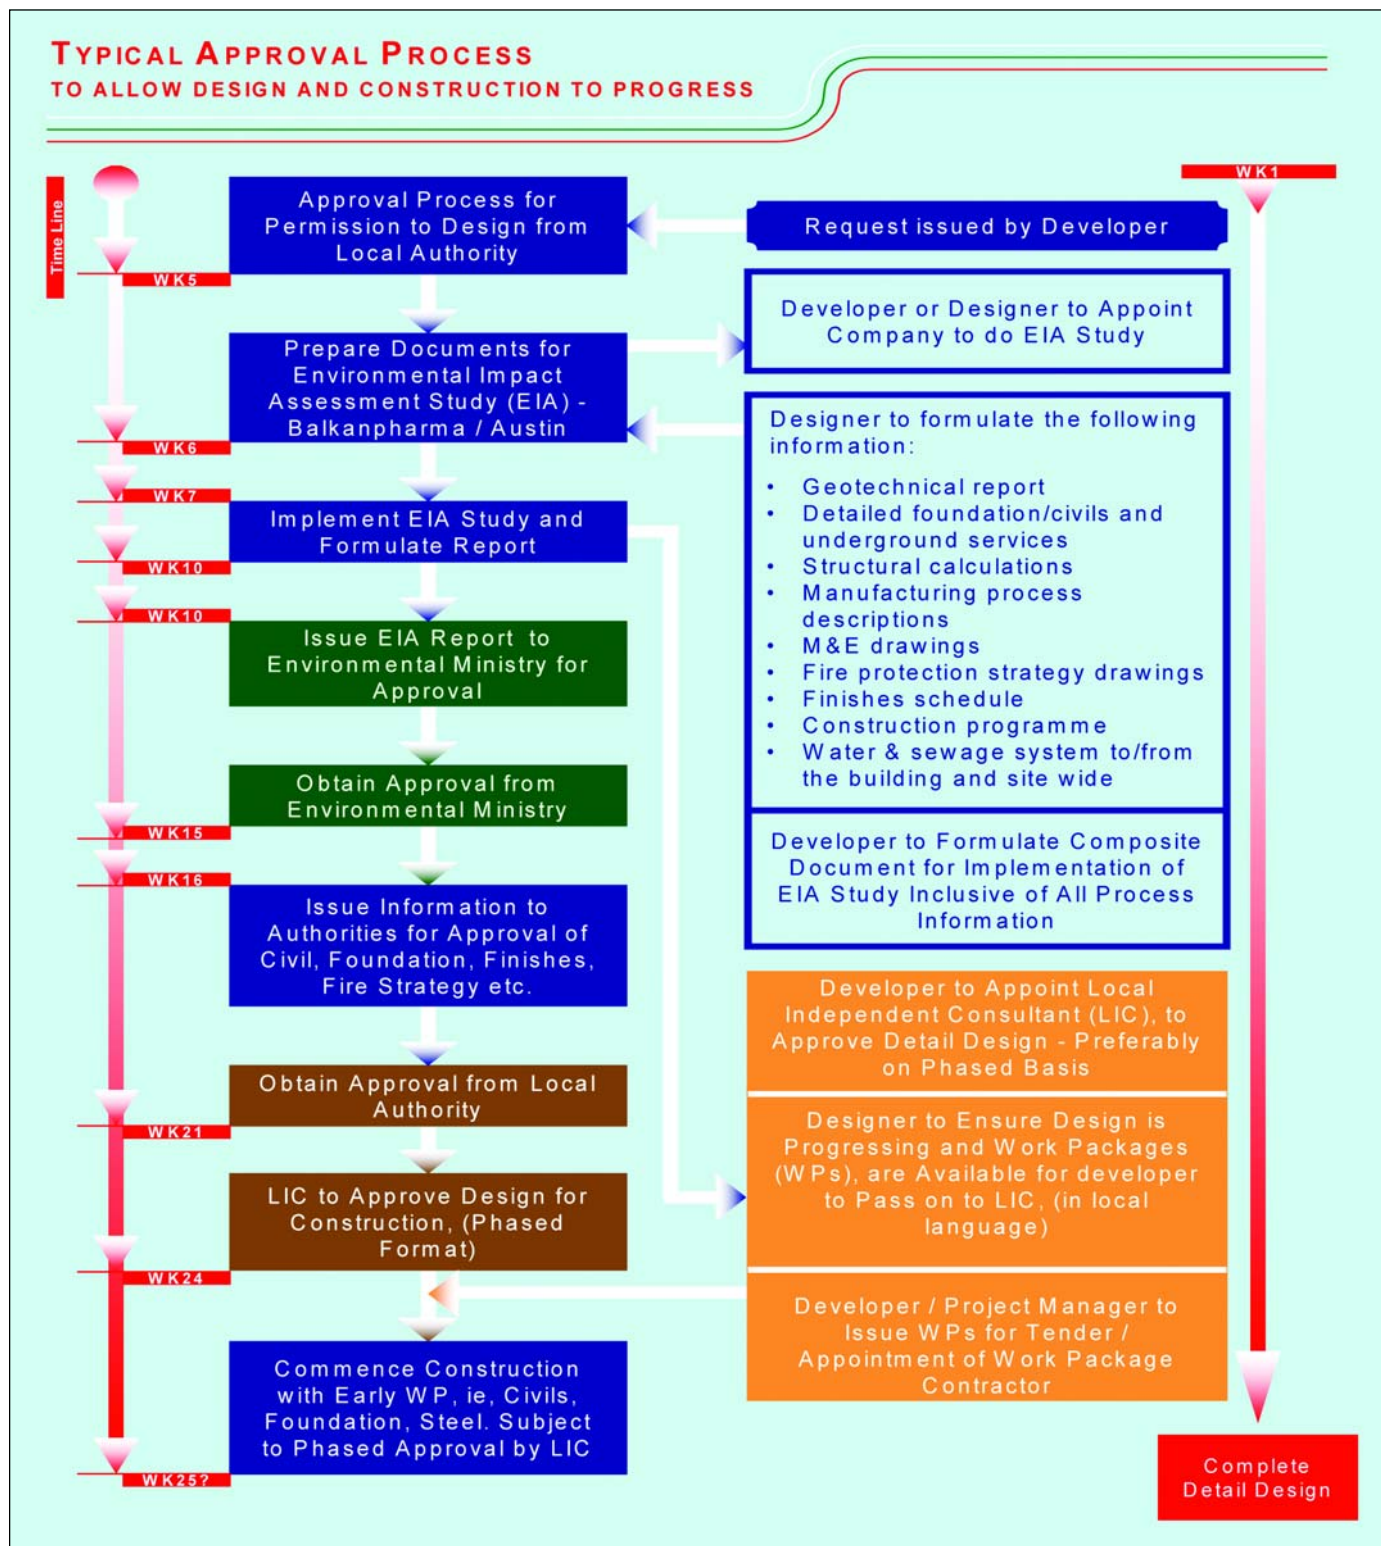 TYPICAL APPROVAL PROCESS
TO ALLOW DESIGN AND CONSTRUCTION TO PROGRESS
Time Line
WK1
Approval Process for
Permission to Design from
Local Authority
Request issued by Developer
WK5
Developer or Designer to Appoint
Company to do EIA Study
Prepare Documents for
Environmental Impact
Assessment Study (EIA) -
Balkanpharma / Austin
WK6
Designer to formulate the following
information:
• Geotechnical report
• Detailed foundation/civils and
underground services
• Structural calculations
• Manufacturing process
descriptions
• M&E drawings
• Fire protection strategy drawings
• Finishes schedule
• Construction programme
• Water & sewage system to/from
the building and site wide
WK7
Implement EIA Study and
Formulate Report
WK10
WK10
Issue EIA Report to
Environmental Ministry for
Approval
Obtain Approval from
Environmental Ministry
WK15
Developer to Formulate Composite
Document for Implementation of
EIA Study Inclusive of All Process
Information
WK16
Issue Information to
Authorities for Approval of
Civil, Foundation, Finishes,
Fire Strategy etc.
Developer to Appoint Local
Independent Consultant (LIC), to
Approve Detail Design - Preferably
on Phased Basis
Obtain Approval from Local
Authority
WK21
Designer to Ensure Design is
Progressing and Work Packages
(WPs), are Available for developer
to Pass on to LIC, (in local
language)
LIC to Approve Design for
Construction, (Phased
Format)
WK24
Developer / Project Manager to
Issue WPs for Tender /
Appointment of Work Package
Contractor
Commence Construction
with Early WP, ie, Civils,
Foundation, Steel. Subject
to Phased Approval by LIC
WK25?
Complete
Detail Design